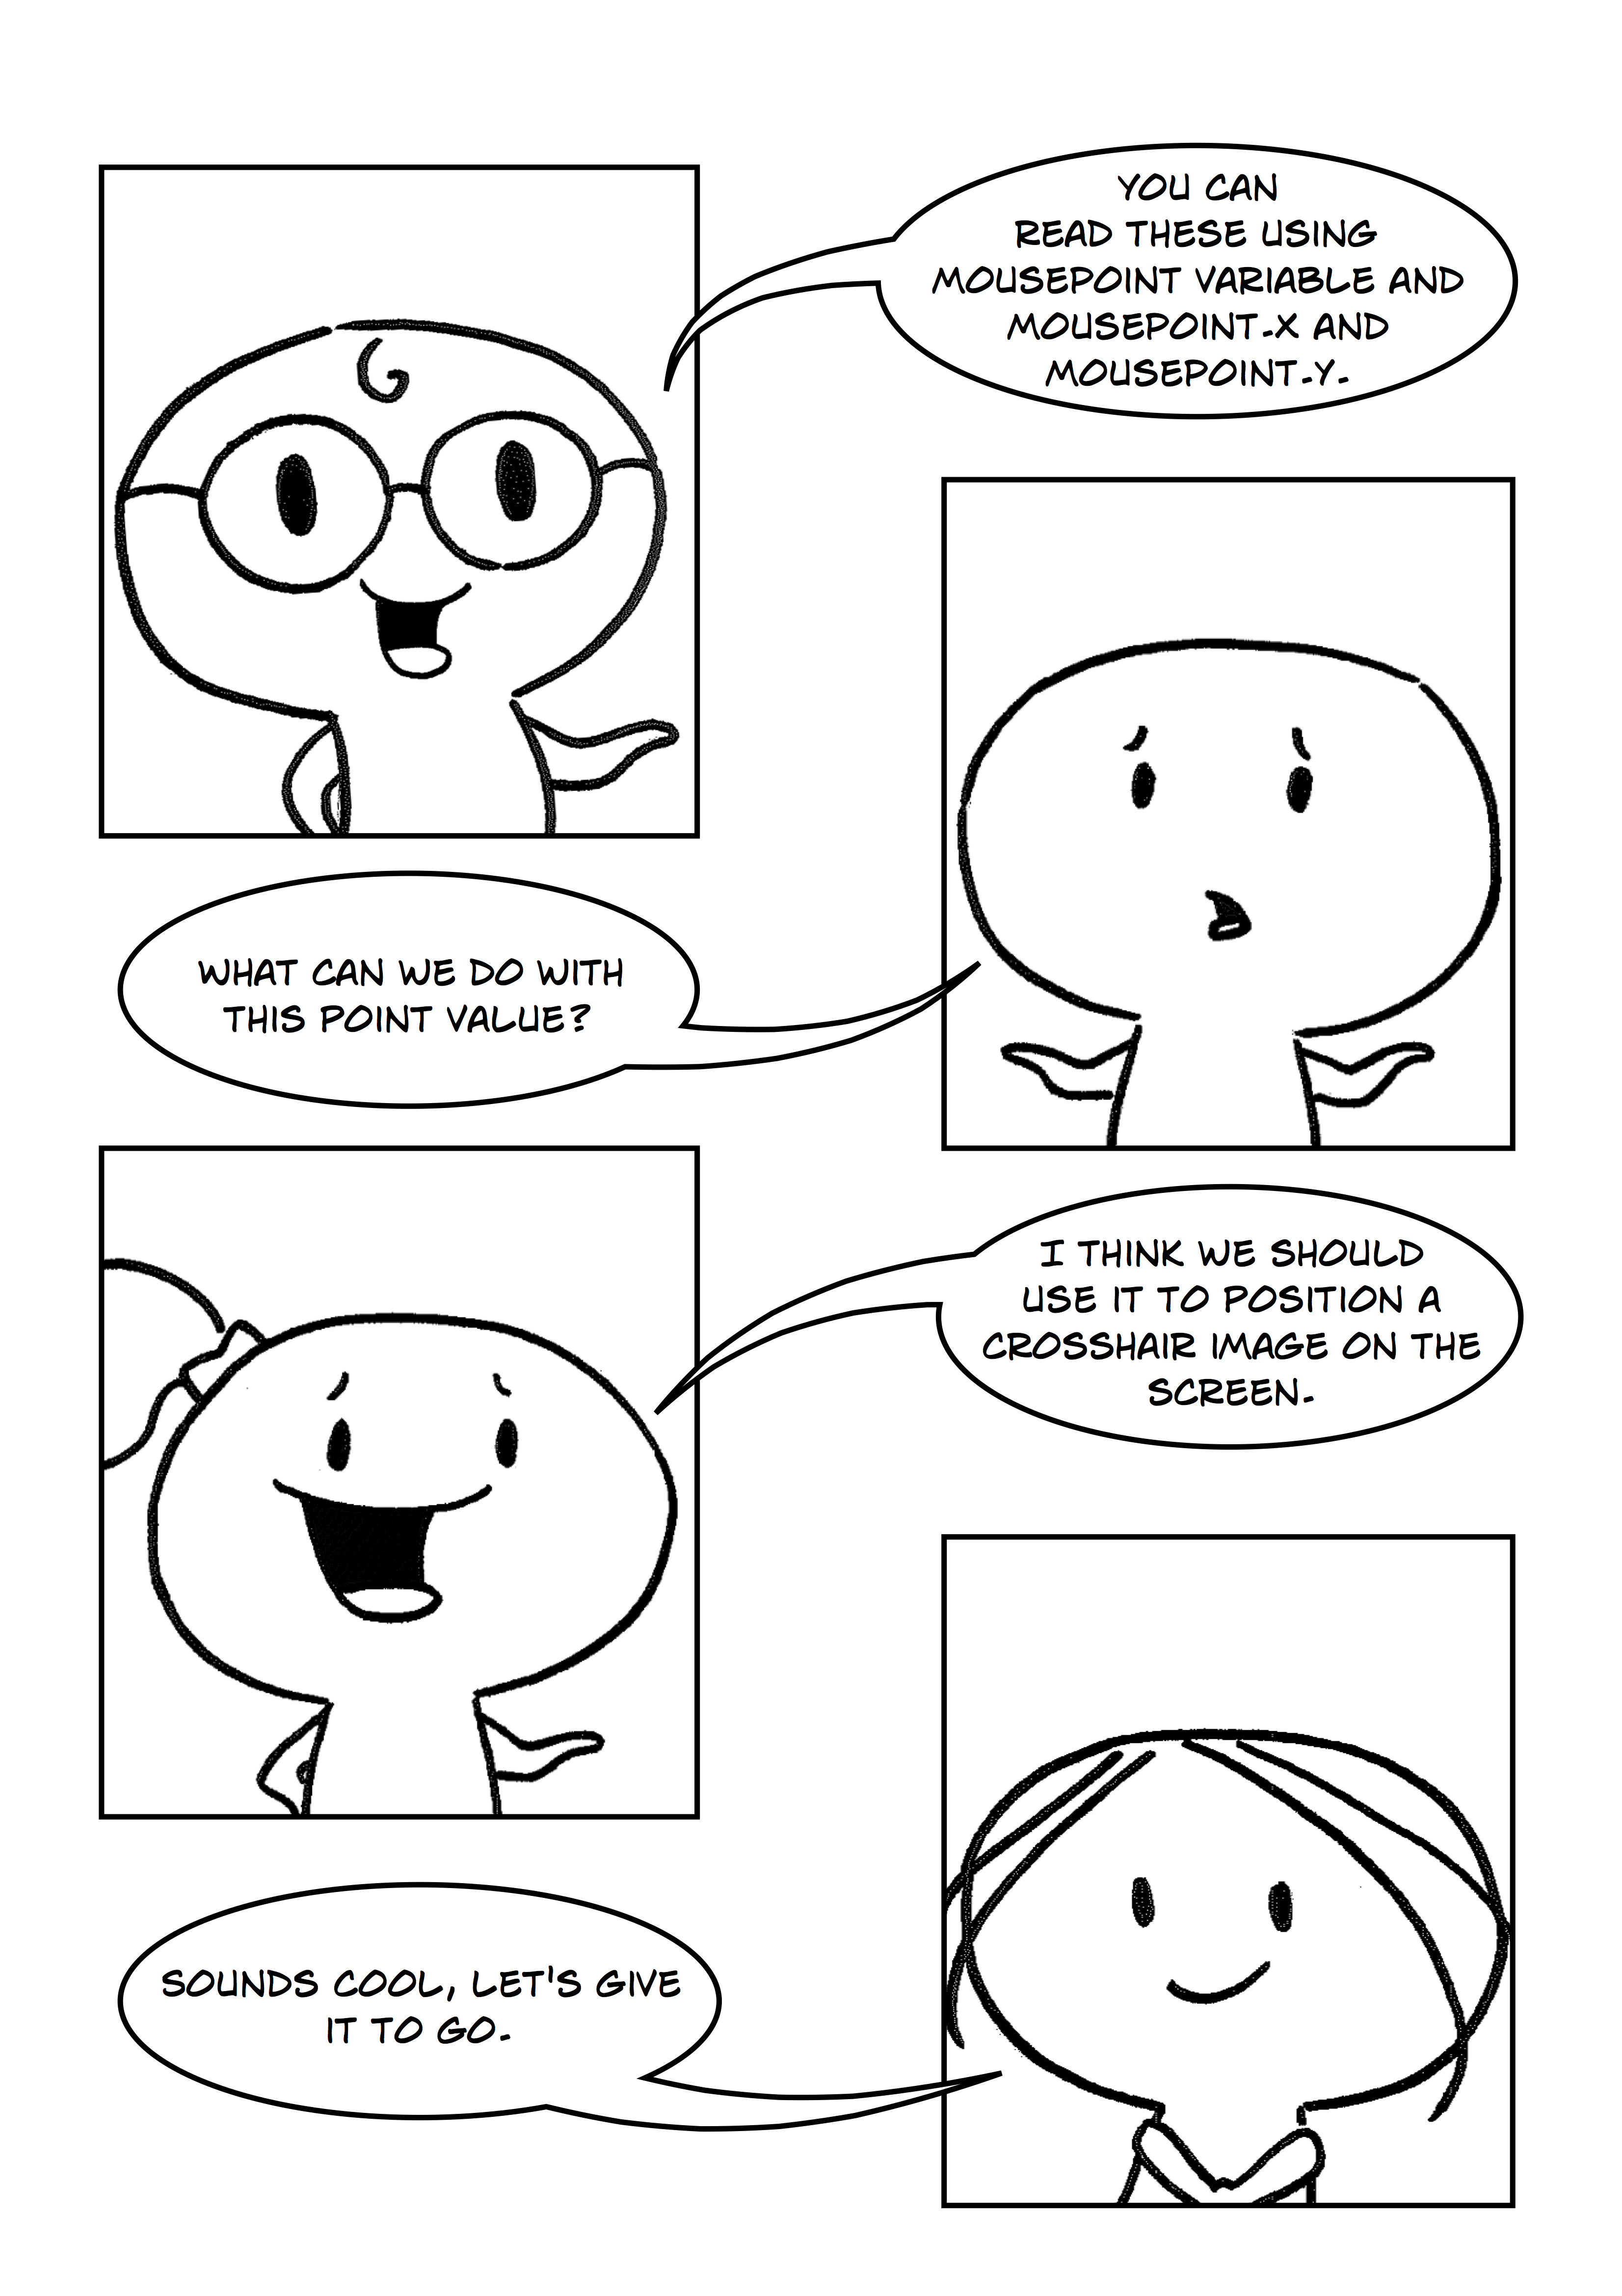 YOU CAN
READ THESE USING
MOUSEPOINT VARIABLE AND
MOUSEPOINT.X AND
MOUSEPOINT.Y.
WHAT CAN WE DO WITH
THIS POINT VALUE?
I THINK WE SHOULD
USE IT TO POSITION A
CROSSHAIR IMAGE ON THE
SCREEN.
SOUNDS COOL, LET'S GIVE
IT TO GO.